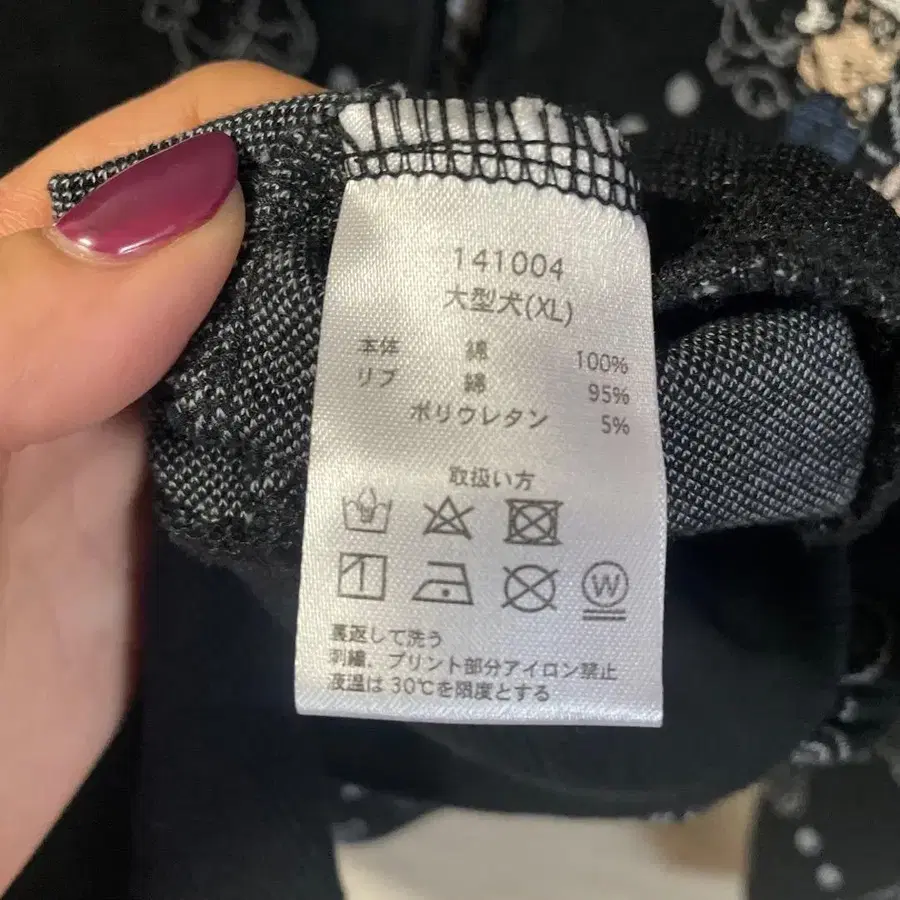 141004
大型犬(XL)
本体 綿 100%
リブ 綿 95%
ポリウレタン 5%
取扱い方
W
裏返して洗う
刺繍、プリント部分アイロン禁止
液温は30℃を限度とする